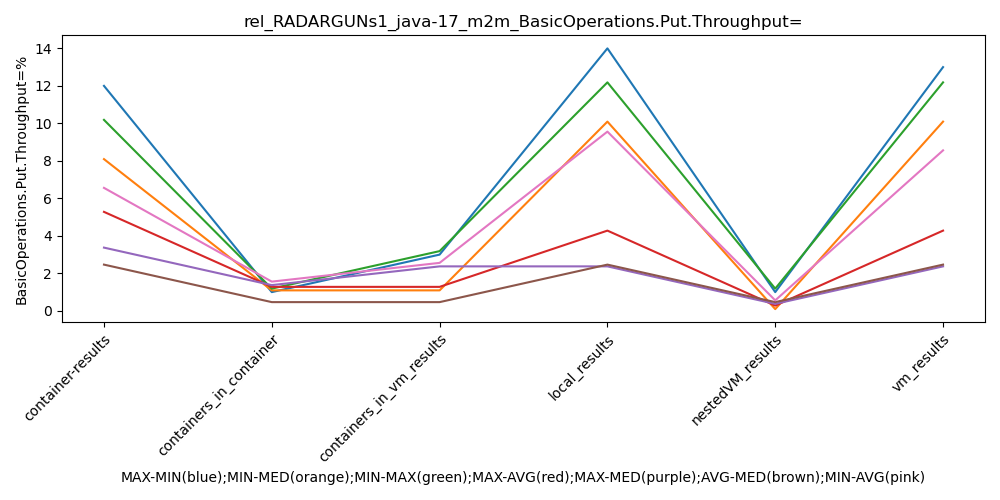 rel_RADARGUNs1_java-17_m2m_BasicOperations.Put.Throughput=
BasicOperations.Put.Throughput=%
14
12
10
8
6
4
2
0
container-results
containers_in_container
containers_in_vm_results
local_results
nestedVM_results
vm_results
MAX-MIN(blue);MIN-MED(orange);MIN-MAX(green);MAX-AVG(red);MAX-MED(purple);AVG-MED(brown);MIN-AVG(pink)